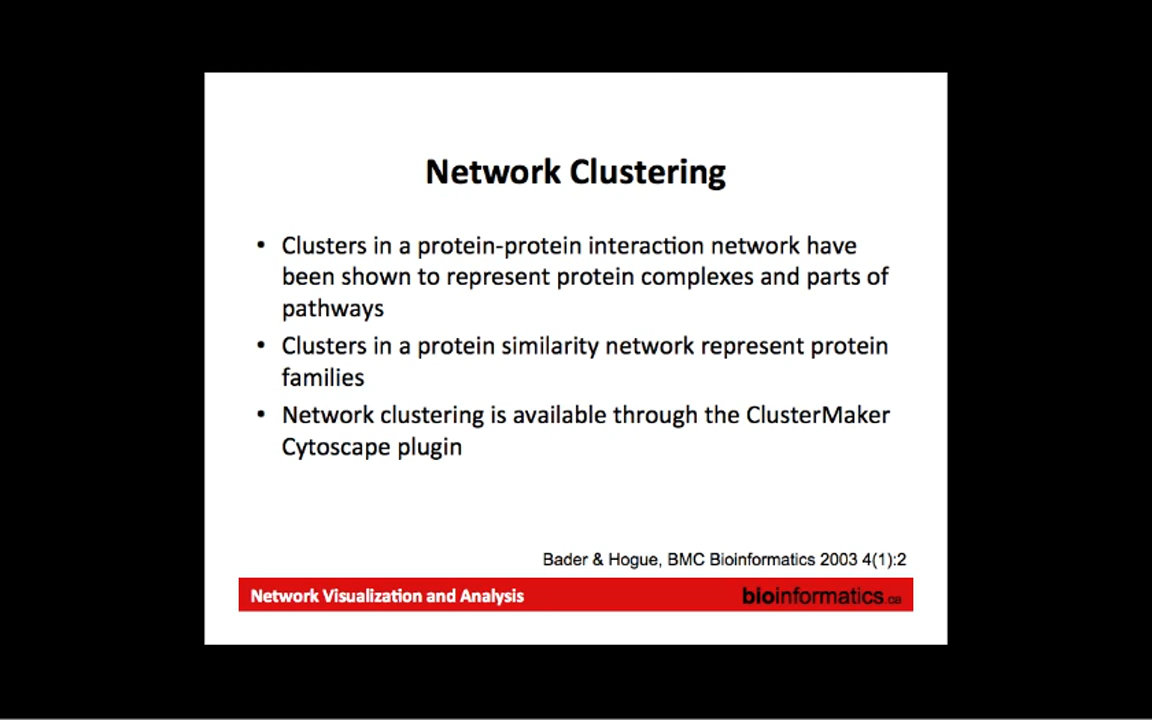 Network Clustering
• Clusters in a protein-protein interaction network have
been shown to represent protein complexes and parts of
pathways
• Clusters in a protein similarity network represent protein
families
• Network clustering is available through the ClusterMaker
Cytoscape plugin
Bader & Hogue, BMC Bioinformatics 2003 4(1):2
Network Visualization and Analysis
bioinformatics.ca